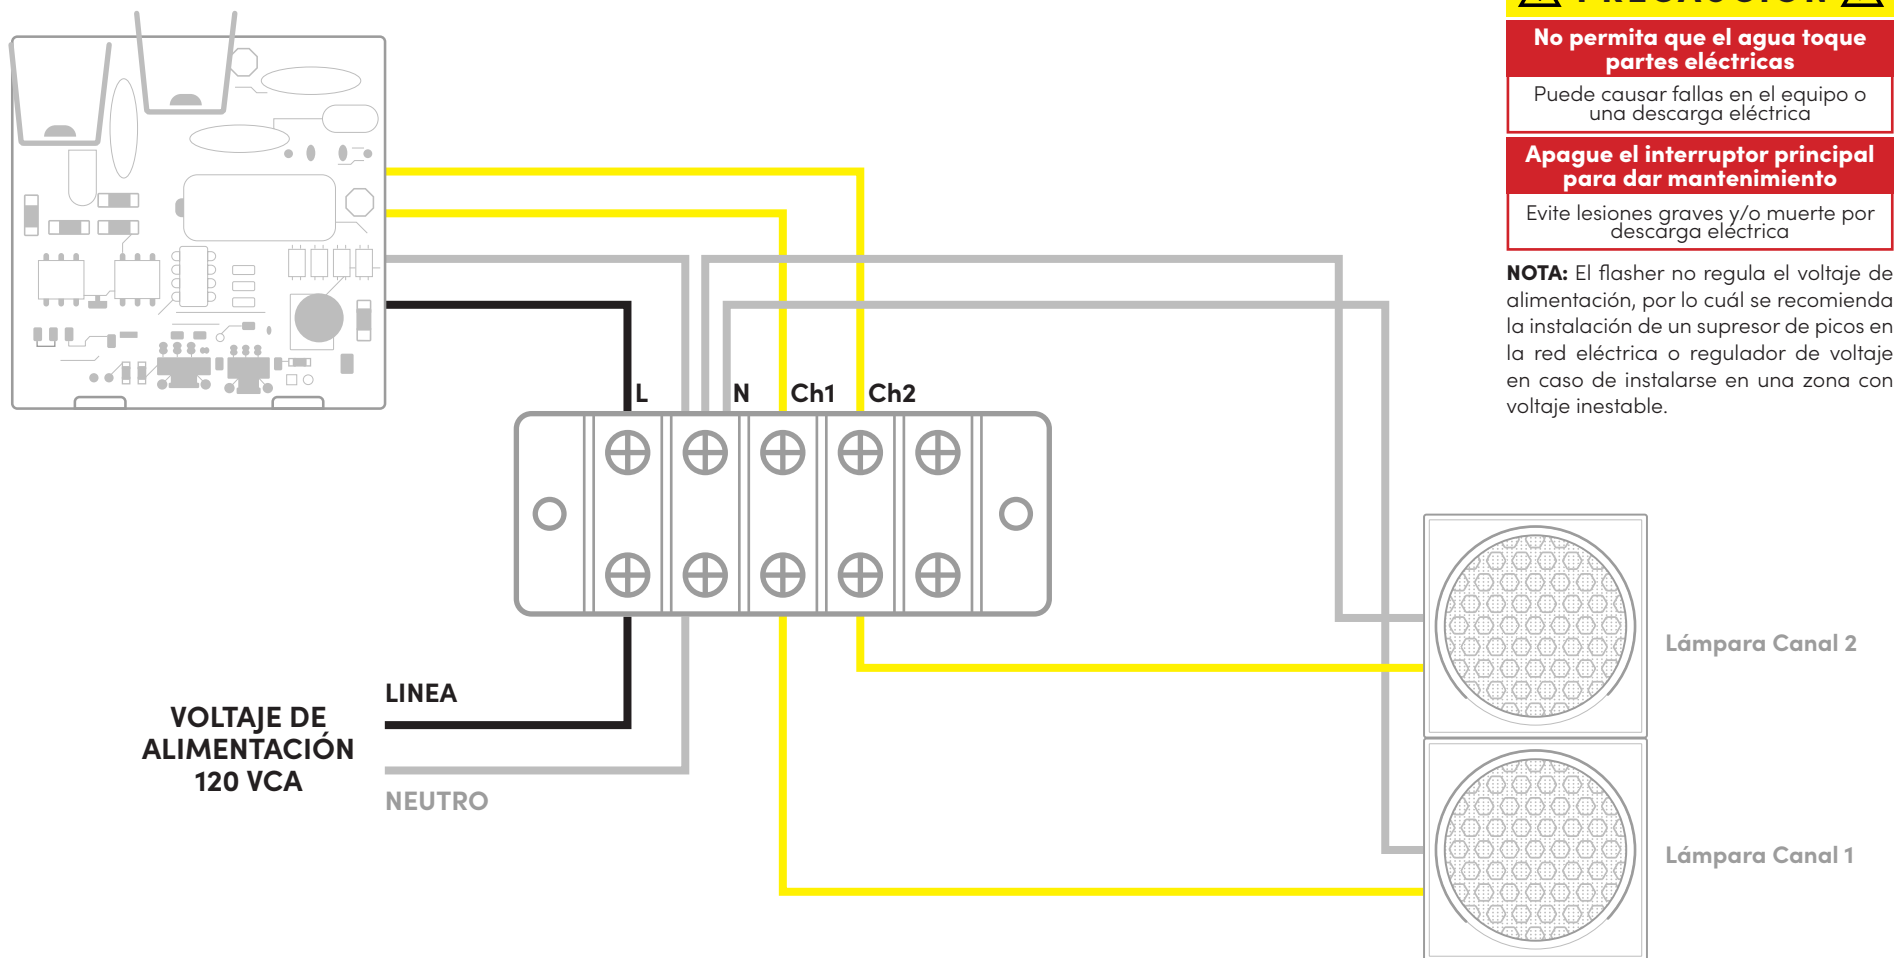 PRECAUCIÓN
No permita que el agua toque
partes eléctricas
Puede causar fallas en el equipo o
una descarga eléctrica
Apague el interruptor principal
para dar mantenimiento
Evite lesiones graves y/o muerte por
descarga eléctrica
NOTA: El flasher no regula el voltaje de
alimentación, por lo cuál se recomienda
la instalación de un supresor de picos en
la red eléctrica o regulador de voltaje
en caso de instalarse en una zona con
voltaje inestable.
L N Ch1 Ch2
Lámpara Canal 2
LINEA
VOLTAJE DE
ALIMENTACIÓN
120 VCA
NEUTRO
Lámpara Canal 1